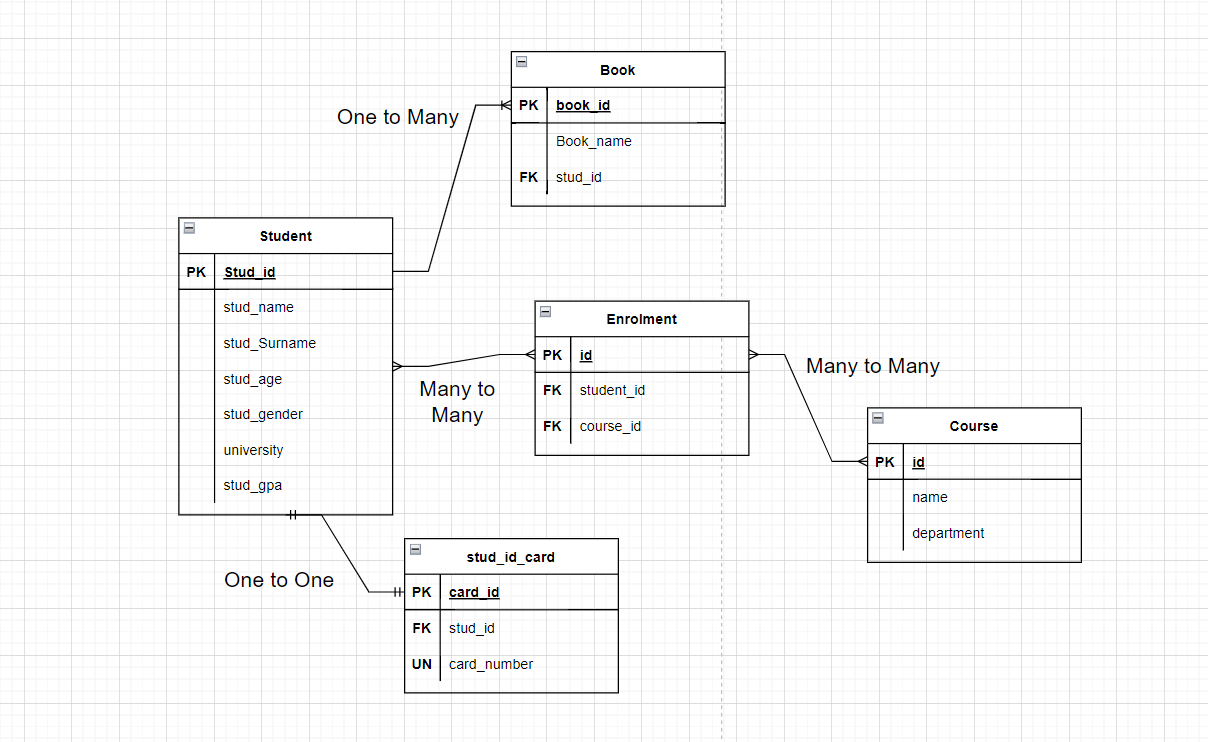 Book
PK book_id
Book_name
FK stud_id
One to Many
Student
PK Stud_id
stud_name
stud_Surname
stud_age
stud_gender
university
stud_gpa
Enrolment
PK id
FK student_id
FK course_id
Many to
Many
Many to Many
Course
PK id
name
department
One to One
stud_id_card
PK card_id
FK stud_id
UN card_number